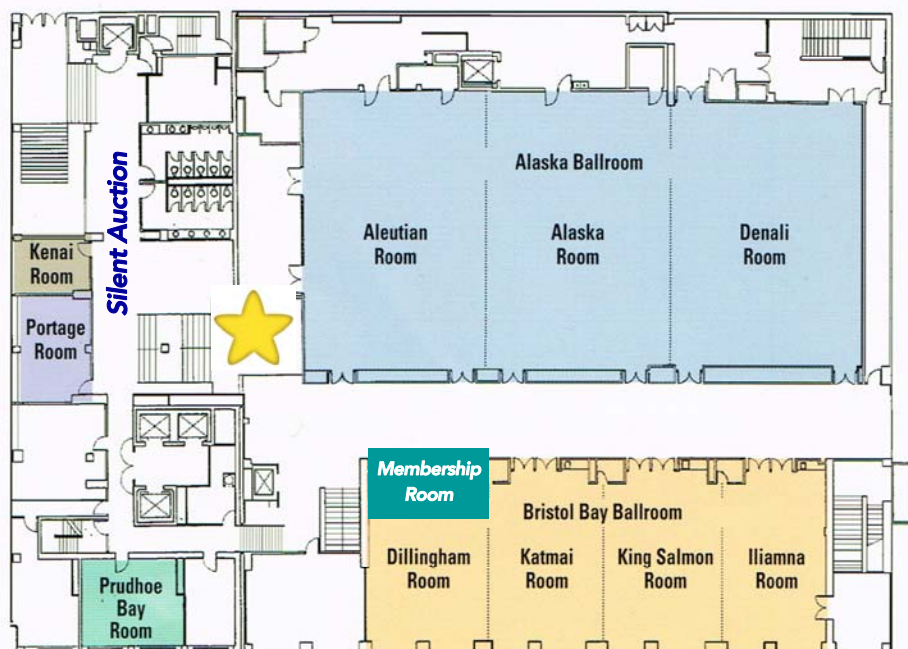 Silent Auction
Alaska Ballroom
Aleutian
Room
Alaska
Room
Denali
Room
Kenai
Room
Portage
Room
Membership
Room
Bristol Bay Ballroom
Dillingham
Room
Katmai
Room
King Salmon
Room
Iliamna
Room
Prudhoe
Bay
Room